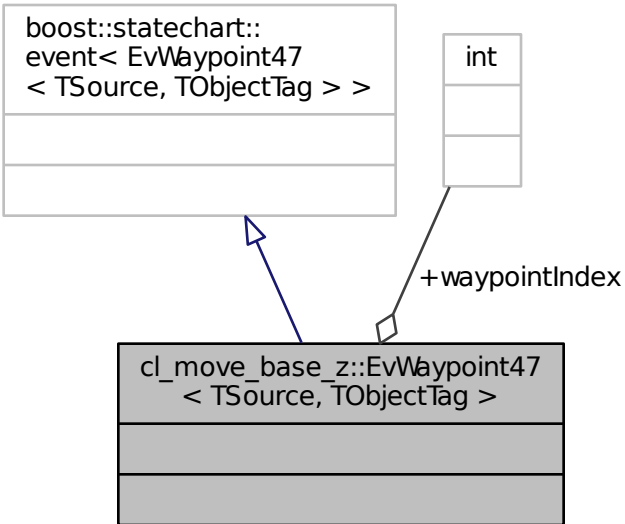 boost::statechart::
event< EvWaypoint47
< TSource, TObjectTag > >
int
+waypointIndex
cl_move_base_z::EvWaypoint47
< TSource, TObjectTag >